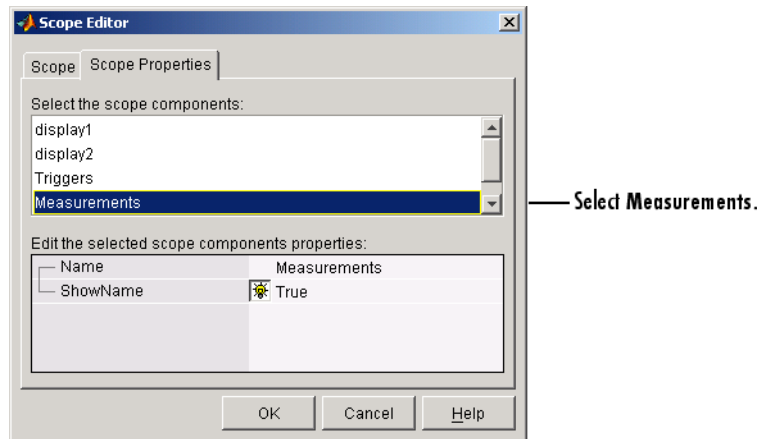 Scope Editor
Scope Scope Properties
Select the scope components:
display1
display2
Triggers
Measurements
Select Measurements.
Edit the selected scope components properties:
Name Measurements
ShowName True
OK Cancel Help